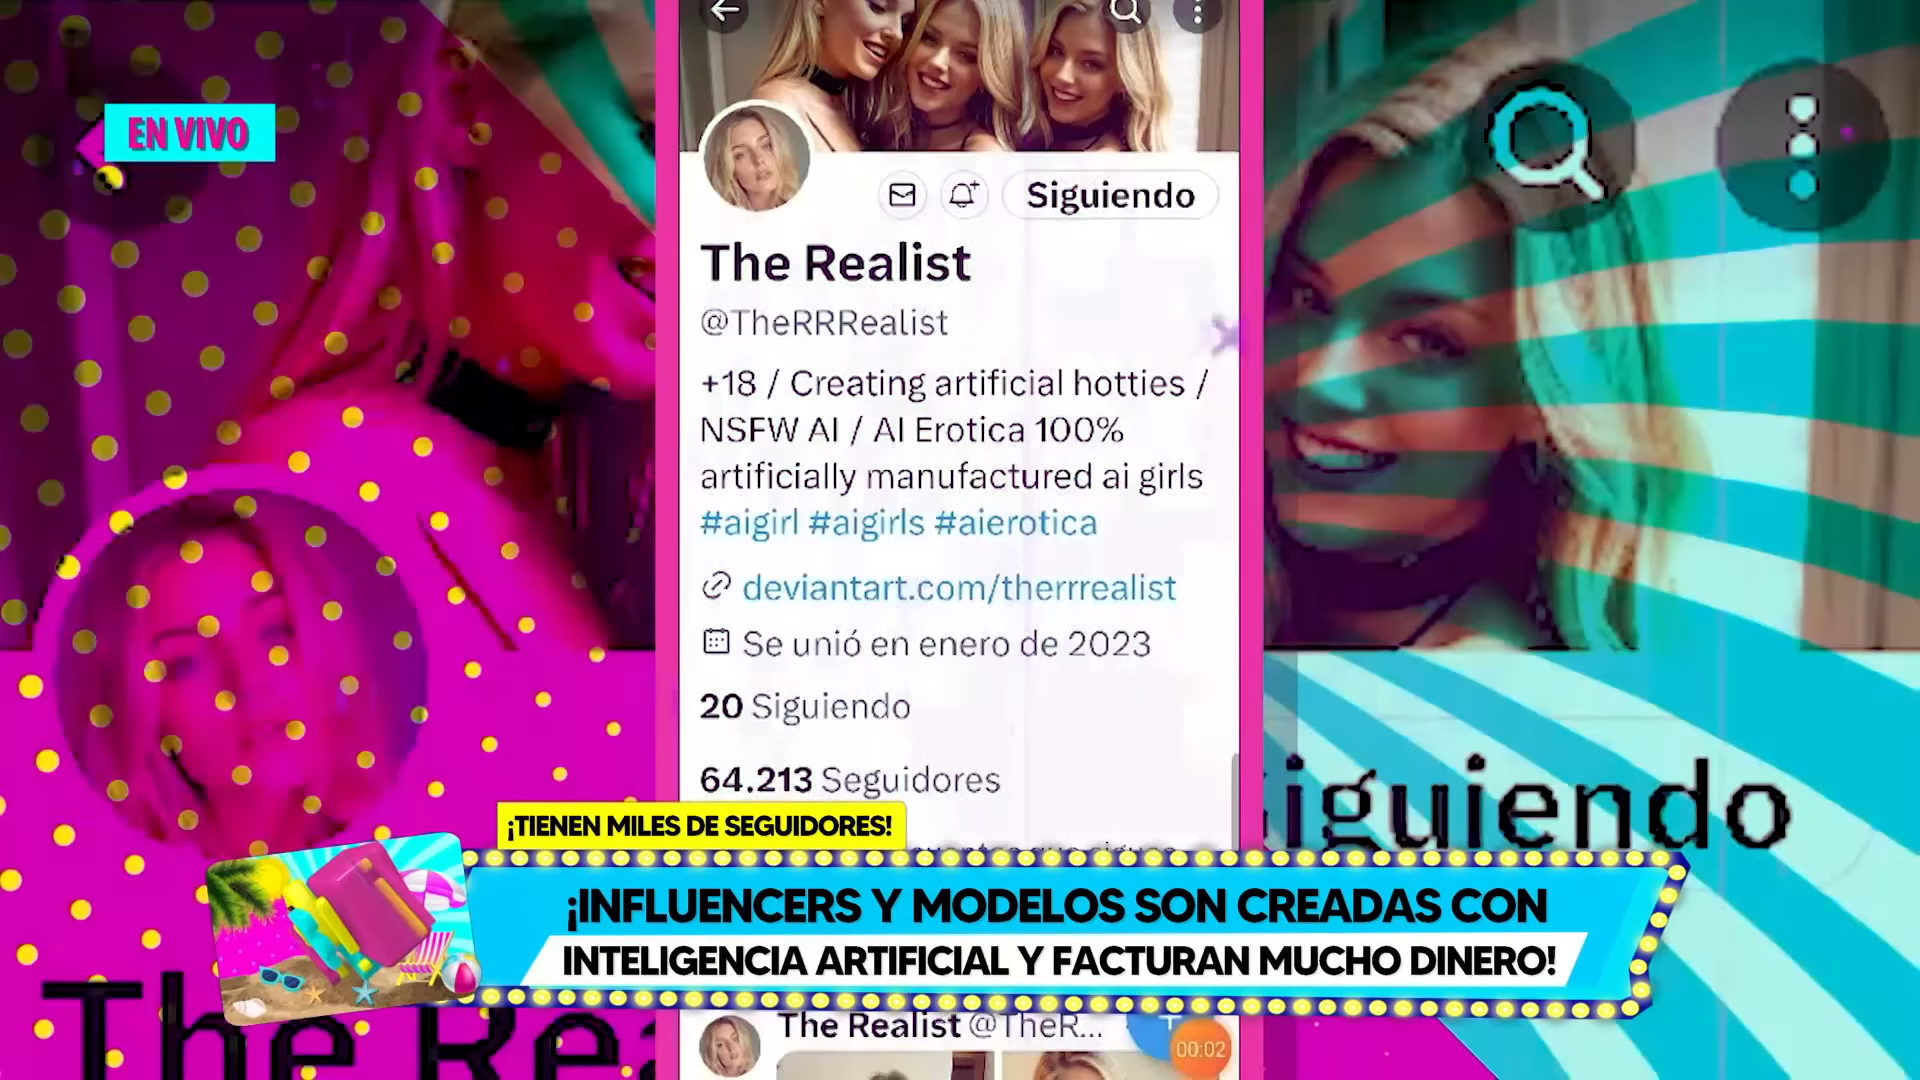 EN VIVO
Siguiendo
The Realist
@TheRRRealist
+18 / Creating artificial hotties /
NSFW AI / AI Erotica 100%
artificially manufactured ai girls
#aigirl #aigirls #aierotica
deviantart.com/therrrealist
Se unió en enero de 2023
20 Siguiendo
64.213 Seguidores
iguiendo
¡TIENEN MILES DE SEGUIDORES!
¡INFLUENCERS Y MODELOS SON CREADAS CON
INTELIGENCIA ARTIFICIAL Y FACTURAN MUCHO DINERO!
The Rea
The Realist @TheR...
00:02